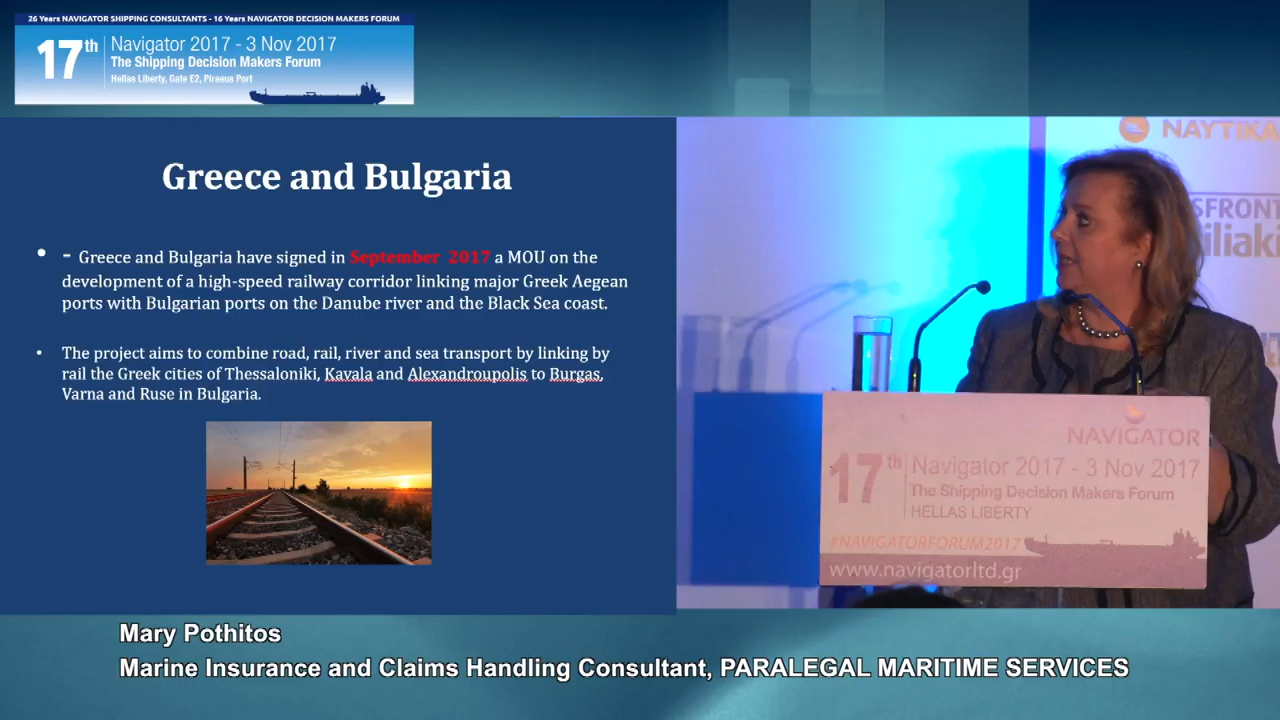 26 Years NAVIGATOR SHIPPING CONSULTANTS - 16 Years NAVIGATOR DECISION MAKERS FORUM
17th
Navigator 2017 - 3 Nov 2017
The Shipping Decision Makers Forum
Hellas Liberty, Gate E2, Piraeus Port
Greece and Bulgaria
• - Greece and Bulgaria have signed in September 2017 a MOU on the
development of a high-speed railway corridor linking major Greek Aegean
ports with Bulgarian ports on the Danube river and the Black Sea coast.
• The project aims to combine road, rail, river and sea transport by linking by
rail the Greek cities of Thessaloniki, Kavala and Alexandroupolis to Burgas,
Varna and Ruse in Bulgaria.
NAVIGATOR
17th
Navigator 2017 - 3 Nov 2017
The Shipping Decision Makers Forum
HELLAS LIBERTY
#NAVIGATORFORUM2017
www.navigatorltd.gr
Mary Pothitos
Marine Insurance and Claims Handling Consultant, PARALEGAL MARITIME SERVICES